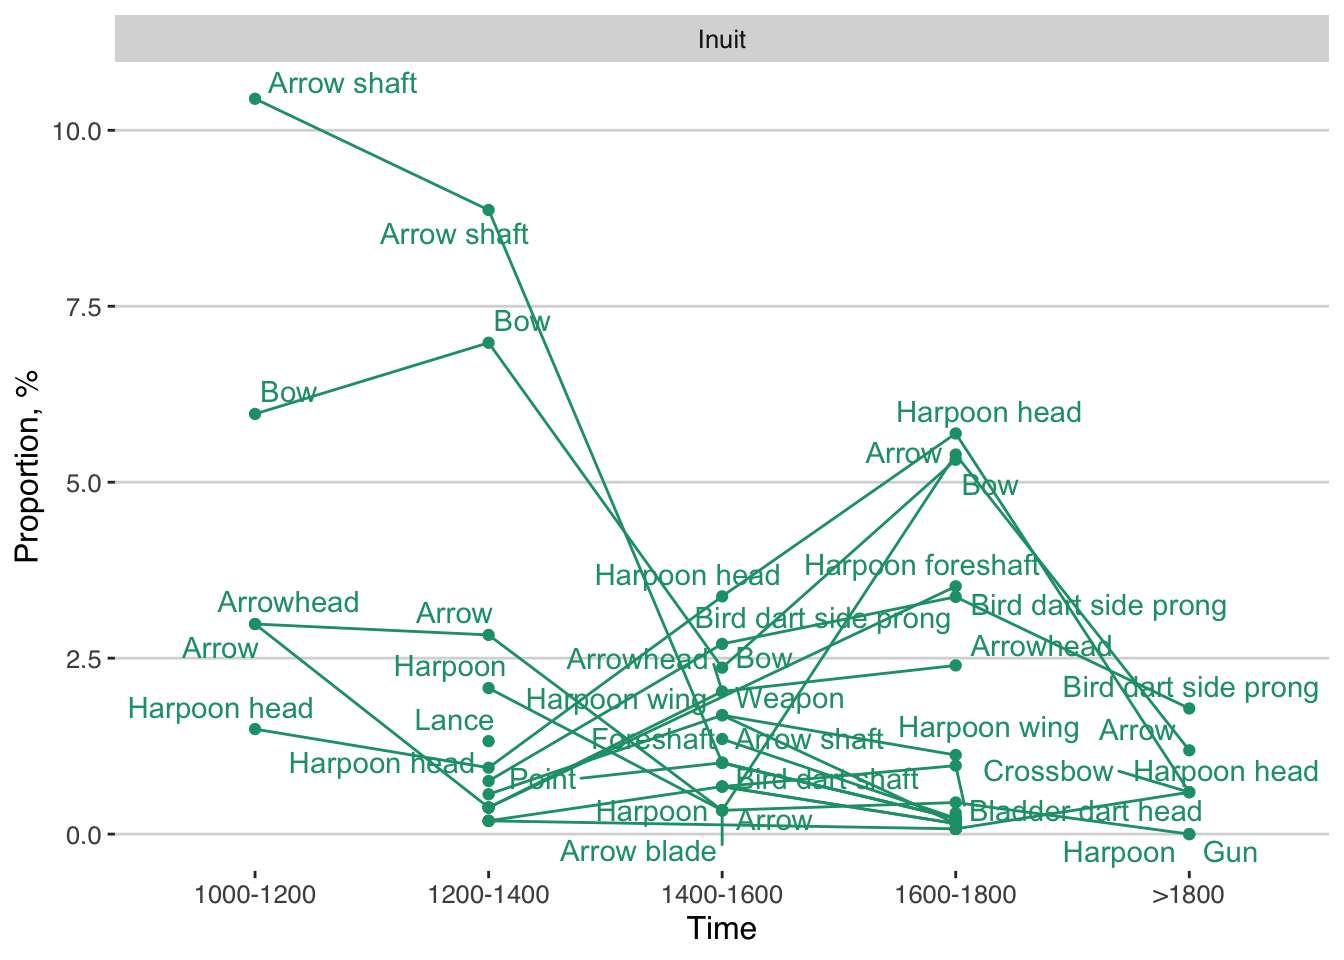 Inuit
Arrow shaft
10.0
Arrow shaft
7.5
Bow
Bow
Harpoon head
Arrow
5.0
Bow
Proportion, %
Harpoon foreshaft
Harpoon head
Arrowhead
Arrow
Bird dart side prong
Bird dart side prong
Arrow
Arrowhead
2.5
Harpoon
Arrowhead
Bow
Bird dart side prong
Harpoon wing
Weapon
Harpoon head
Lance
Harpoon wing
Arrow
Foreshaft
Arrow shaft
Harpoon head
Crossbow
Harpoon head
Point
Bird dart shaft
Harpoon
Arrow
Bladder dart head
0.0
Arrow blade
Harpoon
Gun
1000-1200
1200-1400
1400-1600
1600-1800
>1800
Time